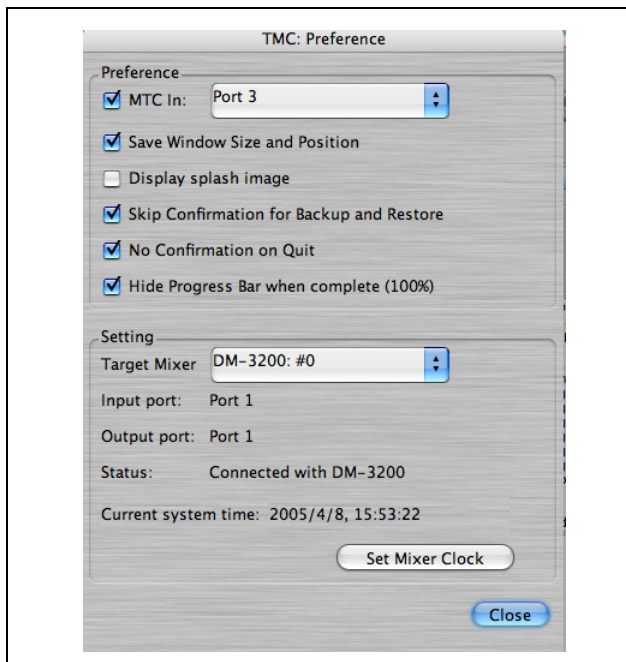 TMC: Preference
Preference
MTC In: Port 3
Save Window Size and Position
Display splash image
Skip Confirmation for Backup and Restore
No Confirmation on Quit
Hide Progress Bar when complete (100%)
Setting
Target Mixer DM-3200: #0
Input port: Port 1
Output port: Port 1
Status: Connected with DM-3200
Current system time: 2005/4/8, 15:53:22
Set Mixer Clock
Close